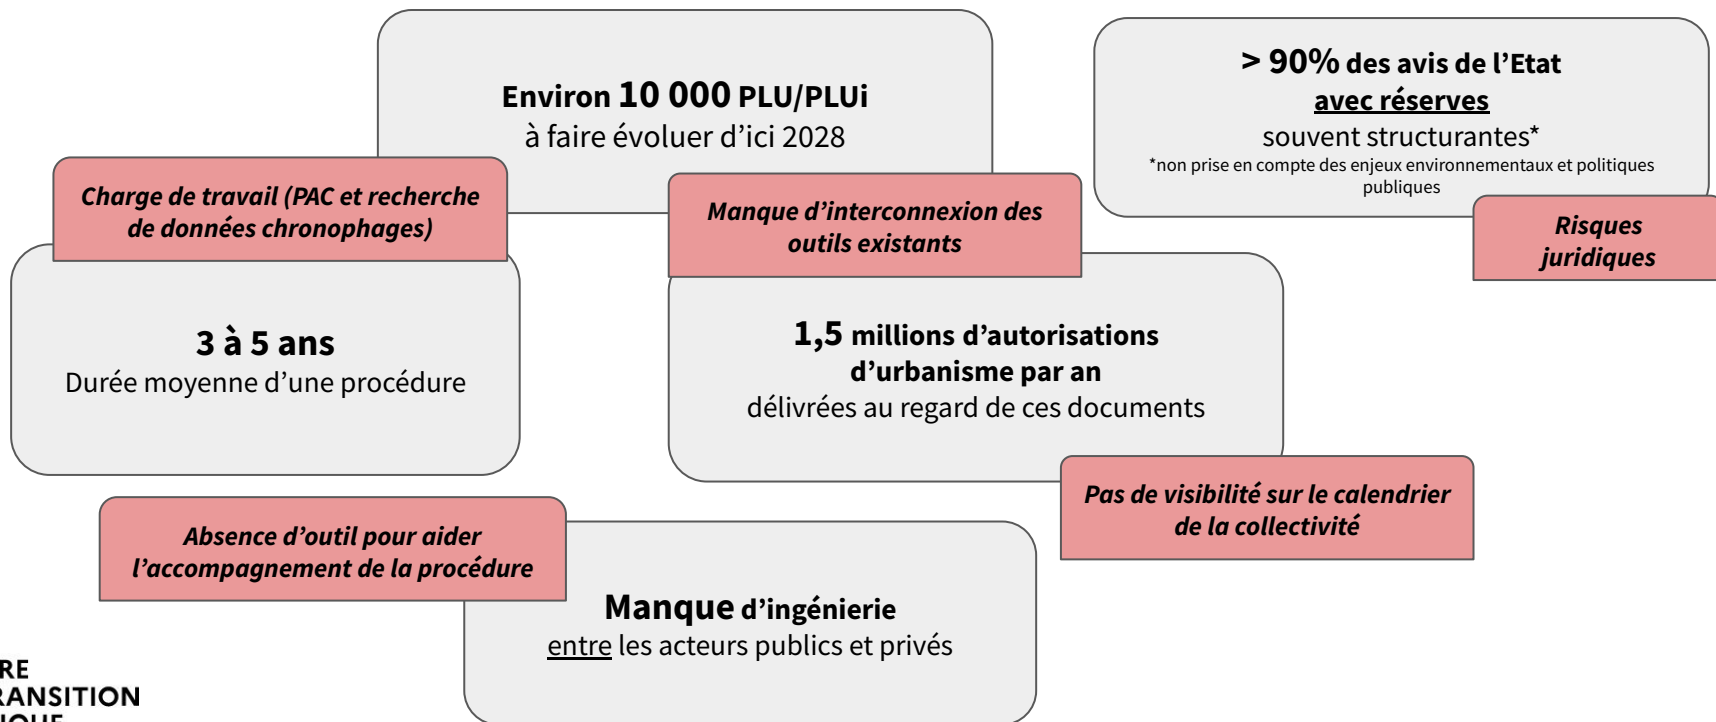 Environ 10 000 PLU/PLUi
à faire évoluer d’ici 2028
> 90% des avis de l’Etat
avec réserves
souvent structurantes*
*non prise en compte des enjeux environnementaux et politiques
publiques
Charge de travail (PAC et recherche
de données chronophages)
Manque d’interconnexion des
outils existants
Risques
juridiques
3 à 5 ans
Durée moyenne d’une procédure
1,5 millions d’autorisations
d’urbanisme par an
délivrées au regard de ces documents
Pas de visibilité sur le calendrier
de la collectivité
Absence d’outil pour aider
l’accompagnement de la procédure
Manque d’ingénierie
entre les acteurs publics et privés
RE
RANSITION